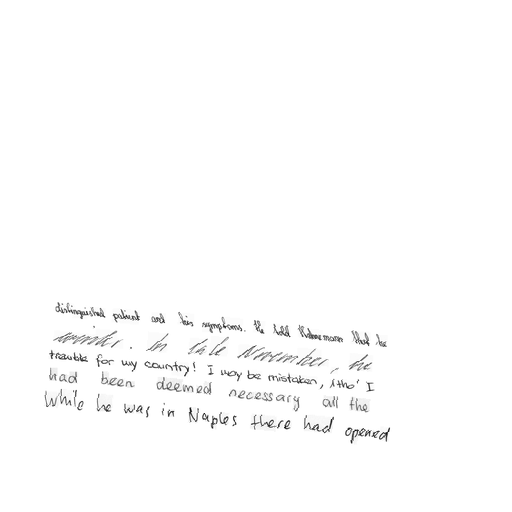 distinguished patient and his symptoms. He told Hahnemann that he
winter. In late November, he
trouble for my country! I may be mistaken, 'tho' I
had been deemed necessary all the
While he was in Naples there had opened